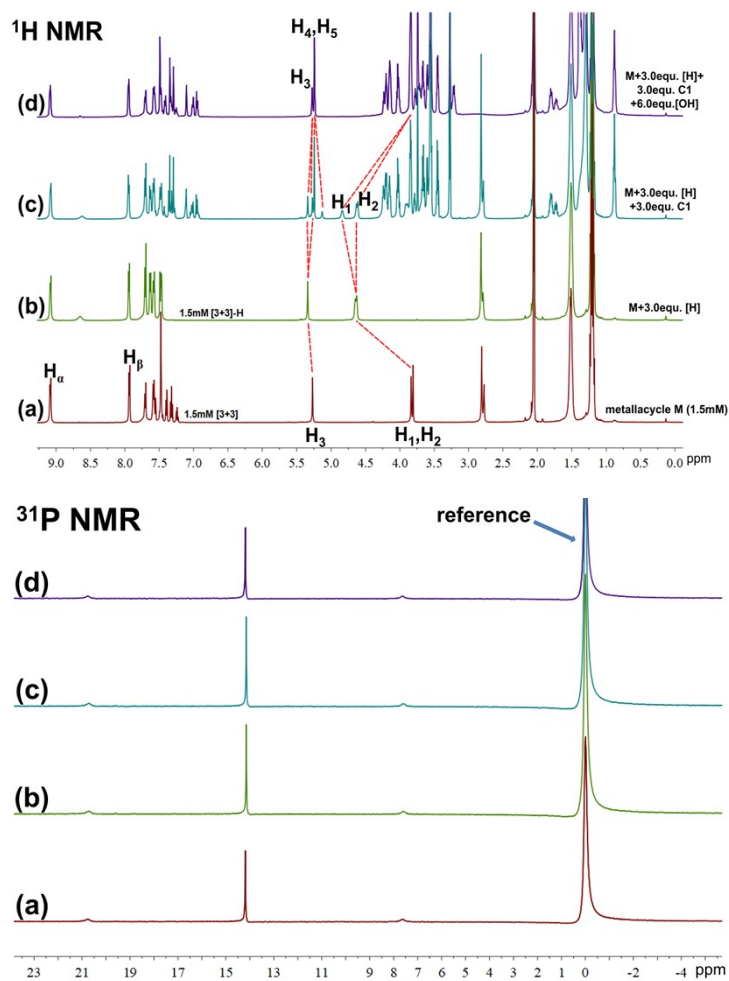 ¹H NMR
H₄,H₅
H₃
(d)
M+3.0equ. [H]+
3.0equ. C1
+6.0equ.[OH]
(c)
H₁
H₂
M+3.0equ. [H]
+3.0equ. C1
(b)
1.5mM [3+3]-H
M+3.0equ. [H]
Hα
Hβ
(a)
1.5mM [3+3]
metallacycle M (1.5mM)
H₃
H₁,H₂
9.0 8.5 8.0 7.5 7.0 6.5 6.0 5.5 5.0 4.5 4.0 3.5 3.0 2.5 2.0 1.5 1.0 0.5 0.0 ppm
³¹P NMR
reference
(d)
(c)
(b)
(a)
23 21 19 17 15 13 11 10 9 8 7 6 5 4 3 2 1 0 -2 -4 ppm